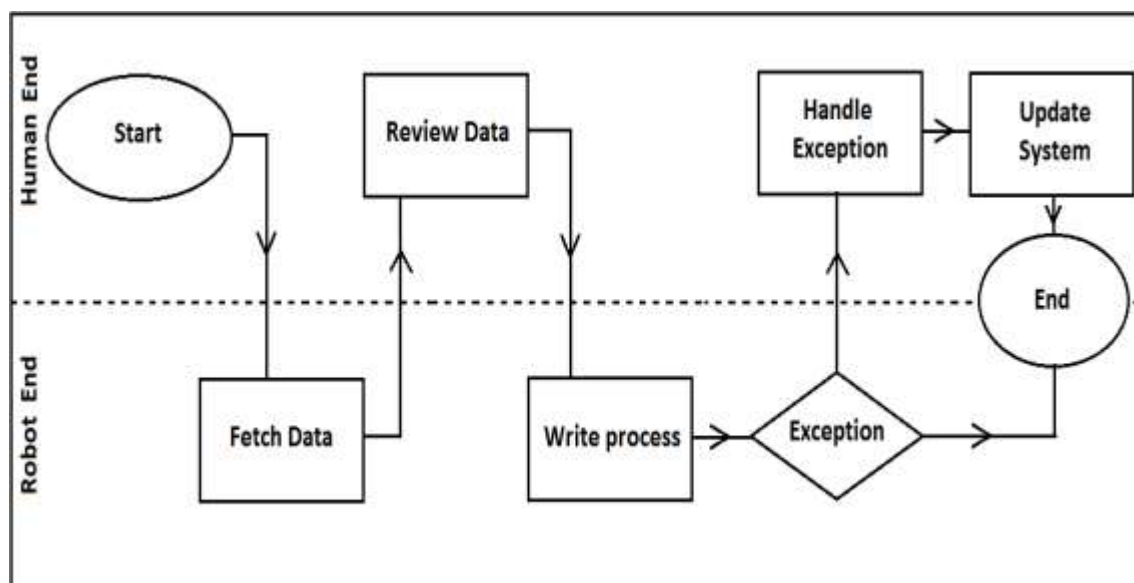 Human End
Start
Review Data
Handle
Exception
Update
System
End
Robot End
Fetch Data
Write process
Exception